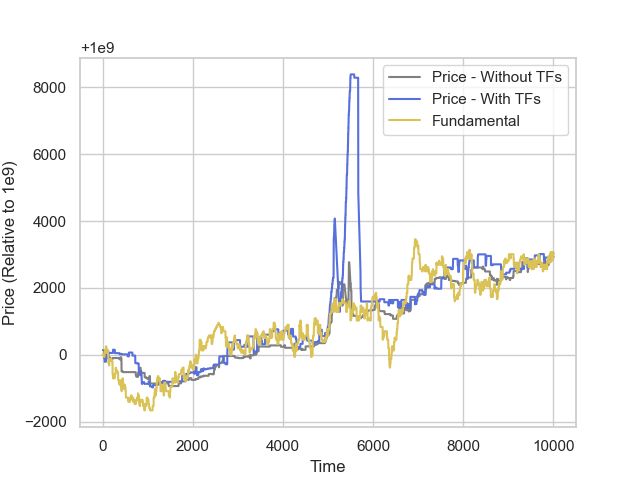 +1e9
Price - Without TFs
Price - With TFs
Fundamental
8000
6000
4000
2000
0
−2000
Price (Relative to 1e9)
0
2000
4000
6000
8000
10000
Time